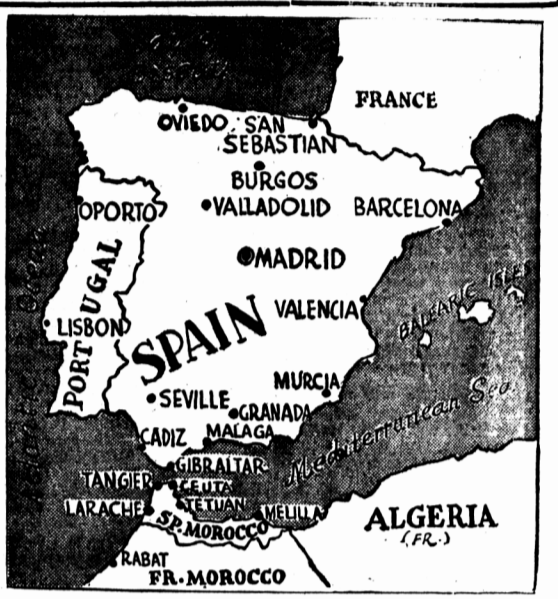 FRANCE
OVIEDO
SAN
SEBASTIAN
BURGOS
VALLADOLID
BARCELONA
OPORTO
MADRID
PORTUGAL
SPAIN
VALENCIA
BALEARIC ISLES
LISBON
MURCIA
SEVILLE
GRANADA
CADIZ
MALAGA
Mediterranean Sea
GIBRALTAR
TANGIER
CEUTA
LARACHE
TETUAN
MELILLA
SP. MOROCCO
ALGERIA
(FR.)
RABAT
FR. MOROCCO